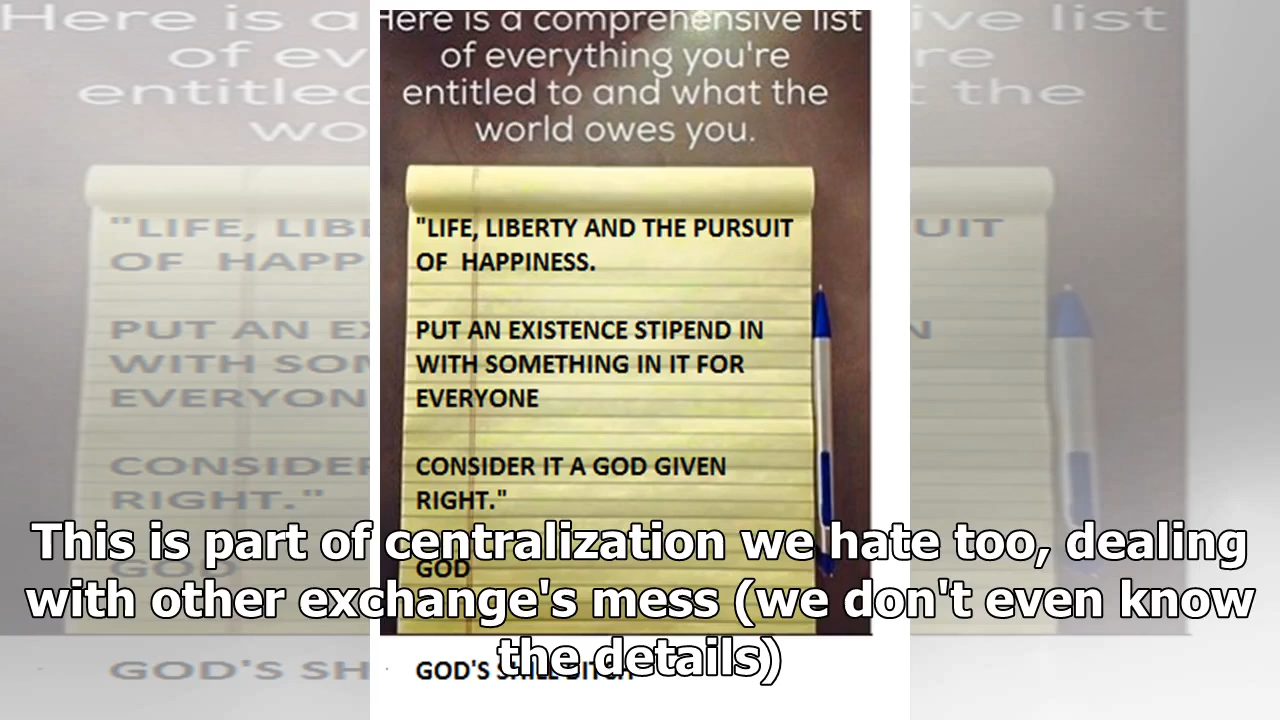 Here is a comprehensive list
of everything you're
entitled to and what the
world owes you.
"LIFE, LIBERTY AND THE PURSUIT
OF HAPPINESS.
PUT AN EXISTENCE STIPEND IN
WITH SOMETHING IN IT FOR
EVERYONE
CONSIDER IT A GOD GIVEN
RIGHT."
GOD
GOD'S
This is part of centralization we hate too, dealing
with other exchange's mess (we don't even know
the details)